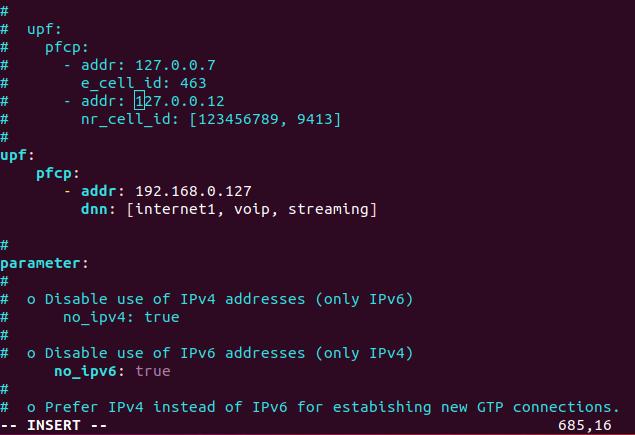 #
#  upf:
#    pfcp:
#      - addr: 127.0.0.7
#        e_cell_id: 463
#      - addr: 127.0.0.12
#        nr_cell_id: [123456789, 9413]
#
upf:
    pfcp:
       - addr: 192.168.0.127
         dnn: [internet1, voip, streaming]
#
parameter:
#
#  o Disable use of IPv4 addresses (only IPv6)
#      no_ipv4: true
#
#  o Disable use of IPv6 addresses (only IPv4)
      no_ipv6: true
#
#  o Prefer IPv4 instead of IPv6 for estabishing new GTP connections.
-- INSERT -- 685,16